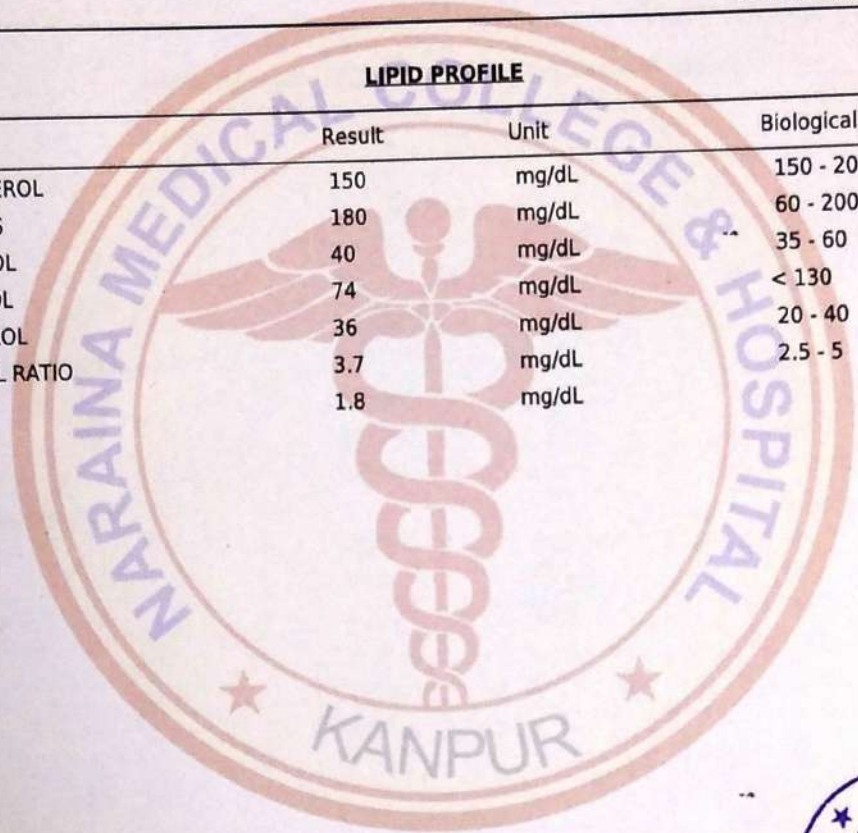 LIPID PROFILE
Result Unit Biological
EROL 150 mg/dL 150 - 20
S 180 mg/dL 60 - 200
OL 40 mg/dL 35 - 60
OL 74 mg/dL < 130
OL 36 mg/dL 20 - 40
L RATIO 3.7 mg/dL 2.5 - 5
1.8 mg/dL
NARAINA MEDICAL COLLEGE & HOSPITAL
KANPUR